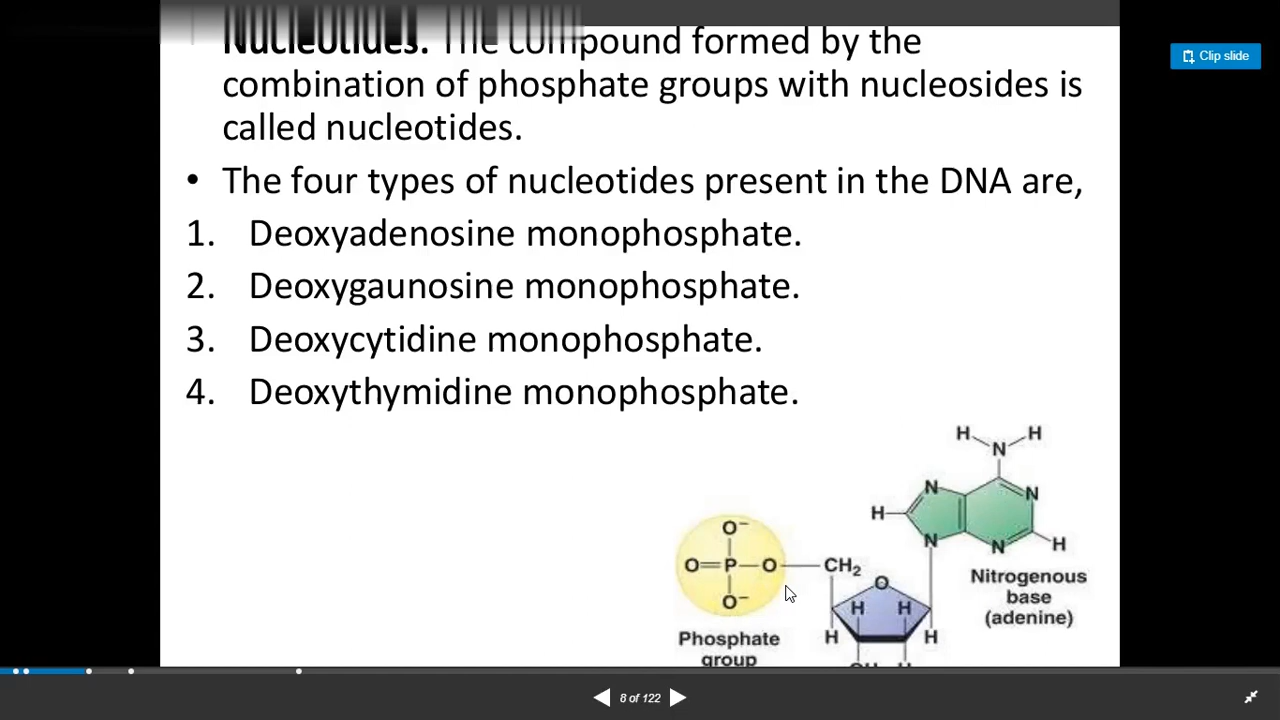 Nucleotides. The compound formed by the
combination of phosphate groups with nucleosides is
called nucleotides.
• The four types of nucleotides present in the DNA are,
1. Deoxyadenosine monophosphate.
2. Deoxygaunosine monophosphate.
3. Deoxycytidine monophosphate.
4. Deoxythymidine monophosphate.
Clip slide
H H
N
N N
H
N N H
O⁻
O=P—O CH₂
O⁻
O
H H
H H
Nitrogenous
base
(adenine)
Phosphate
group
OH H
8 of 122